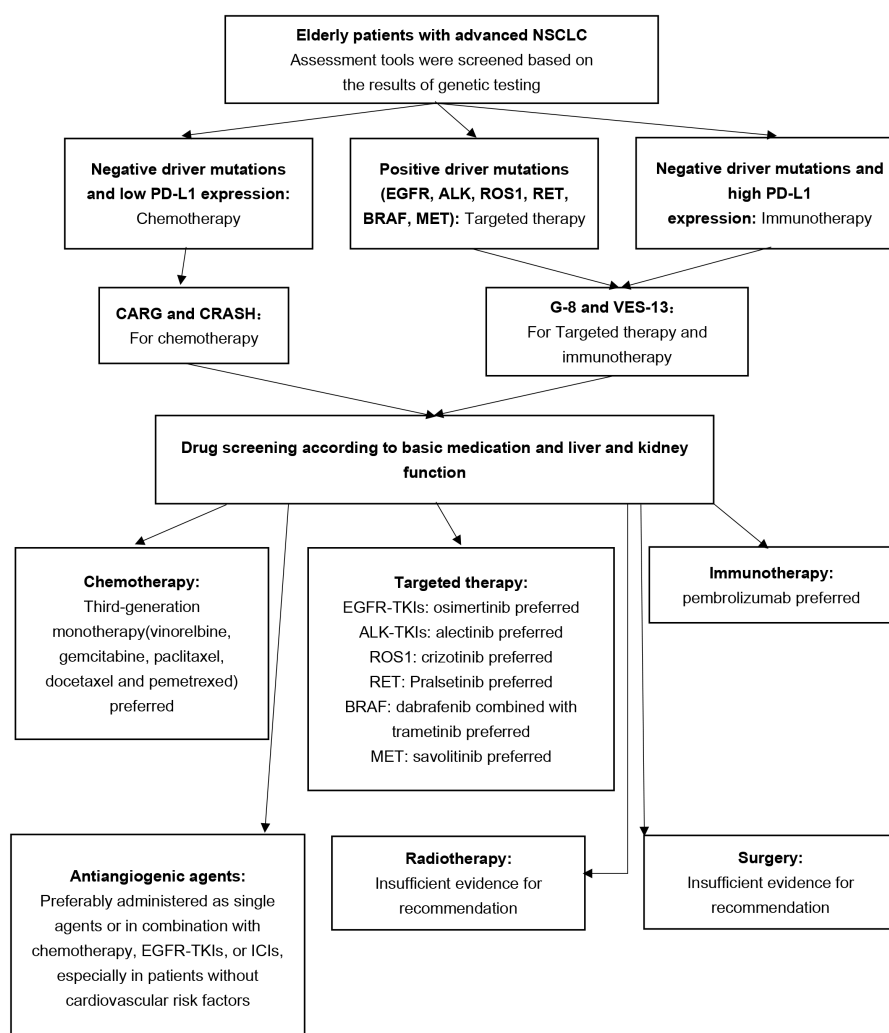 Elderly patients with advanced NSCLC
Assessment tools were screened based on
the results of genetic testing
Negative driver mutations
and low PD-L1 expression:
Chemotherapy
Positive driver mutations
(EGFR, ALK, ROS1, RET,
BRAF, MET): Targeted therapy
Negative driver mutations and
high PD-L1
expression: Immunotherapy
CARG and CRASH：
For chemotherapy
G-8 and VES-13：
For Targeted therapy and
immunotherapy
Drug screening according to basic medication and liver and kidney
function
Chemotherapy:
Third-generation
monotherapy(vinorelbine,
gemcitabine, paclitaxel,
docetaxel and pemetrexed)
preferred
Targeted therapy:
EGFR-TKIs: osimertinib preferred
ALK-TKIs: alectinib preferred
ROS1: crizotinib preferred
RET: Pralsetinib preferred
BRAF: dabrafenib combined with
trametinib preferred
MET: savolitinib preferred
Immunotherapy:
pembrolizumab preferred
Antiangiogenic agents:
Preferably administered as single
agents or in combination with
chemotherapy, EGFR-TKIs, or ICIs,
especially in patients without
cardiovascular risk factors
Radiotherapy:
Insufficient evidence for
recommendation
Surgery:
Insufficient evidence for
recommendation